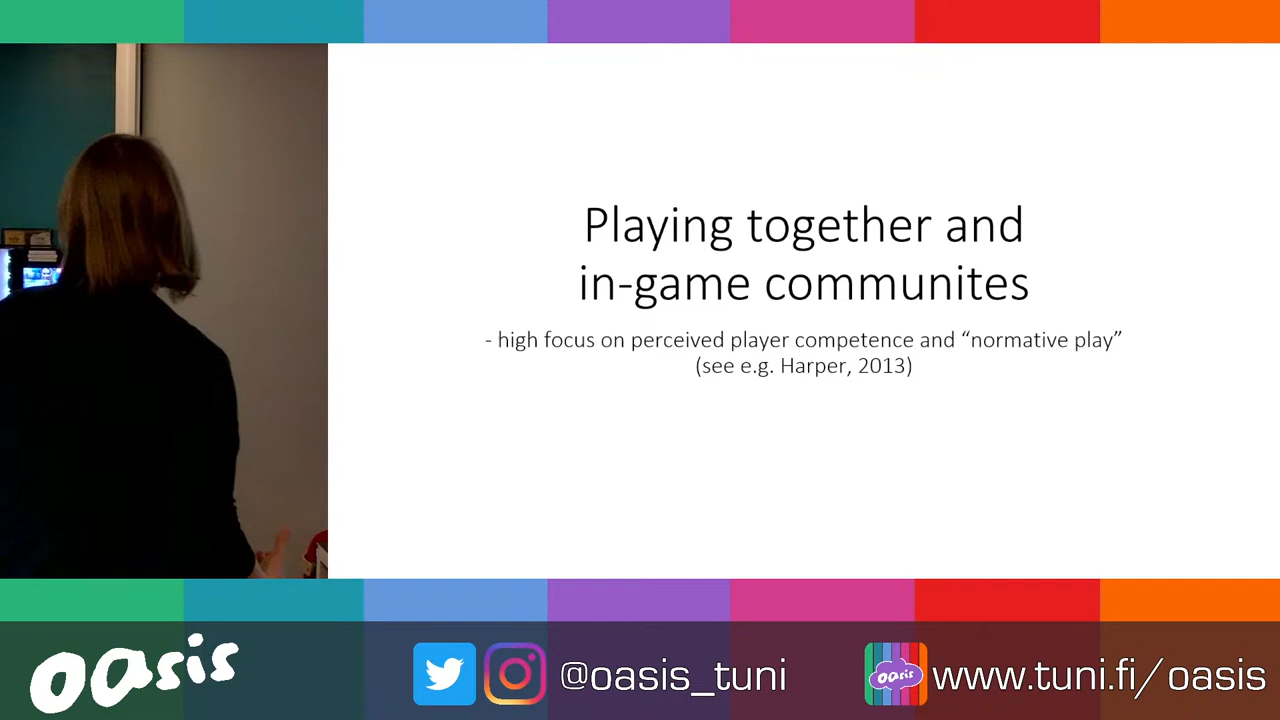 Playing together and
in-game communites
- high focus on perceived player competence and “normative play”
(see e.g. Harper, 2013)
oasis
@oasis_tuni
oasis
www.tuni.fi/oasis